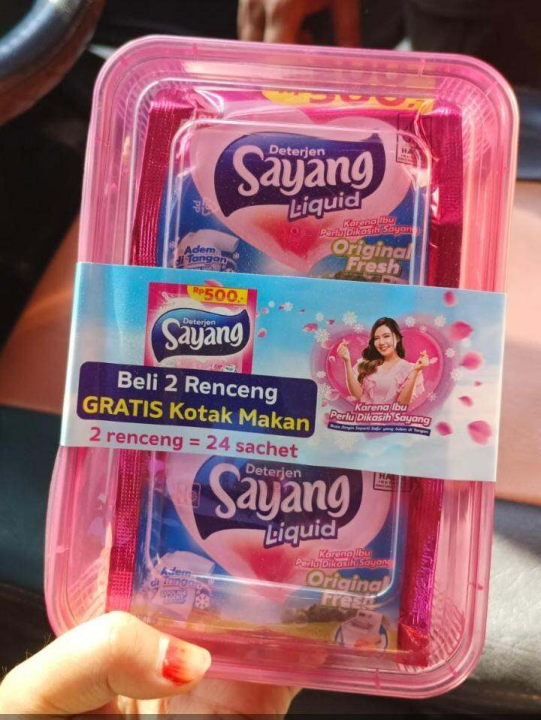 Deterjen
Sayang
Liquid
Karena Ibu
Perlu Dikasih Sayang
Original
Fresh
Adem
di Tangan
Rp500,-
Deterjen
Sayang
Beli 2 Renceng
GRATIS Kotak Makan
2 renceng = 24 sachet
Karena Ibu
Perlu Dikasih Sayang
Deterjen
Sayang
Liquid
Karena Ibu
Perlu Dikasih Sayang
Original
Fresh
Adem
di Tangan